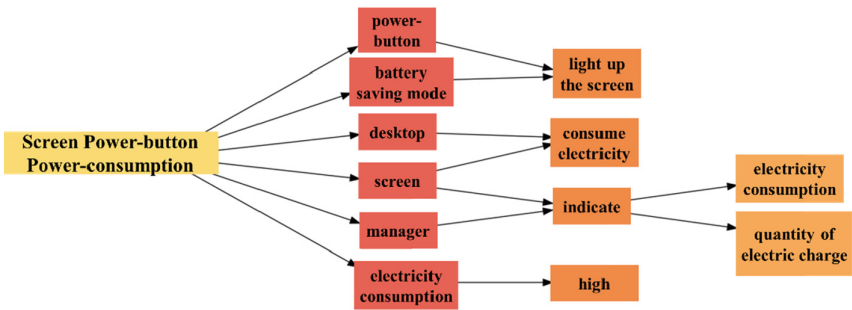 Screen Power-button
Power-consumption
power-
button
battery
saving mode
desktop
screen
manager
electricity
consumption
light up
the screen
consume
electricity
indicate
high
electricity
consumption
quantity of
electric charge